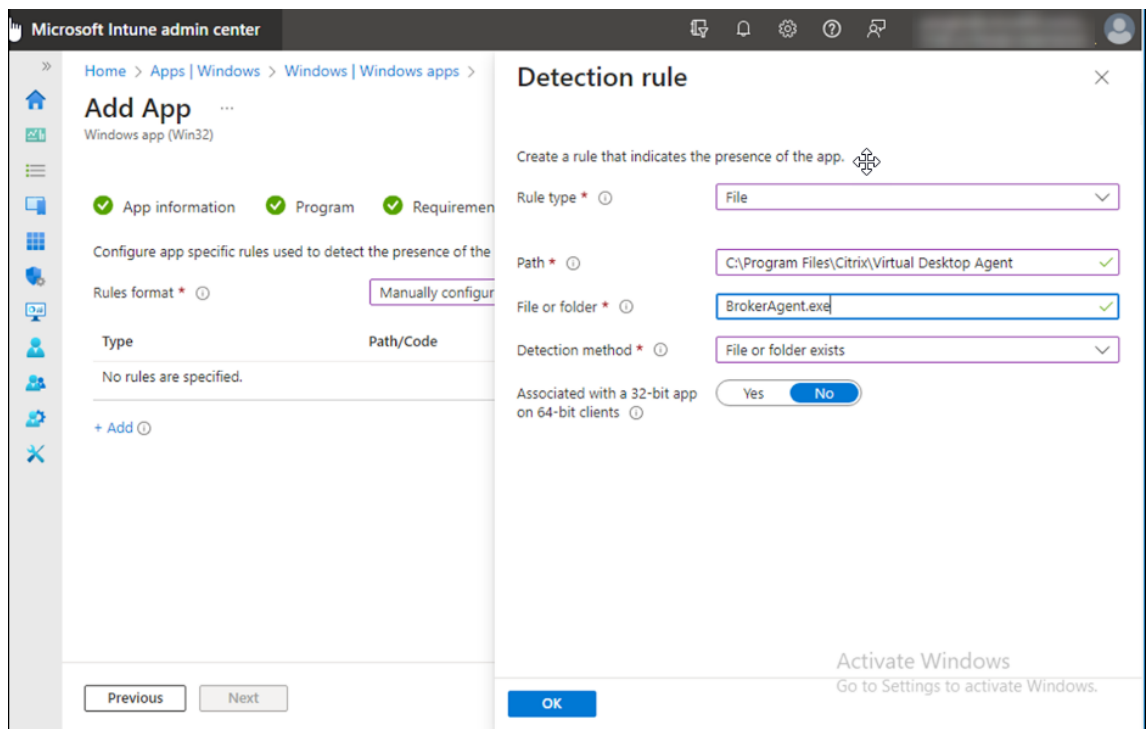 Microsoft Intune admin center
Home > Apps | Windows > Windows | Windows apps >
Add App ...
Windows app (Win32)
App information Program Requiremen
Configure app specific rules used to detect the presence of the
Rules format * Manually configur
Type Path/Code
No rules are specified.
+ Add
Previous Next
Detection rule
Create a rule that indicates the presence of the app.
Rule type * File
Path * C:\Program Files\Citrix\Virtual Desktop Agent
File or folder * BrokerAgent.exe
Detection method * File or folder exists
Associated with a 32-bit app Yes No
on 64-bit clients
Activate Windows
Go to Settings to activate Windows.
OK